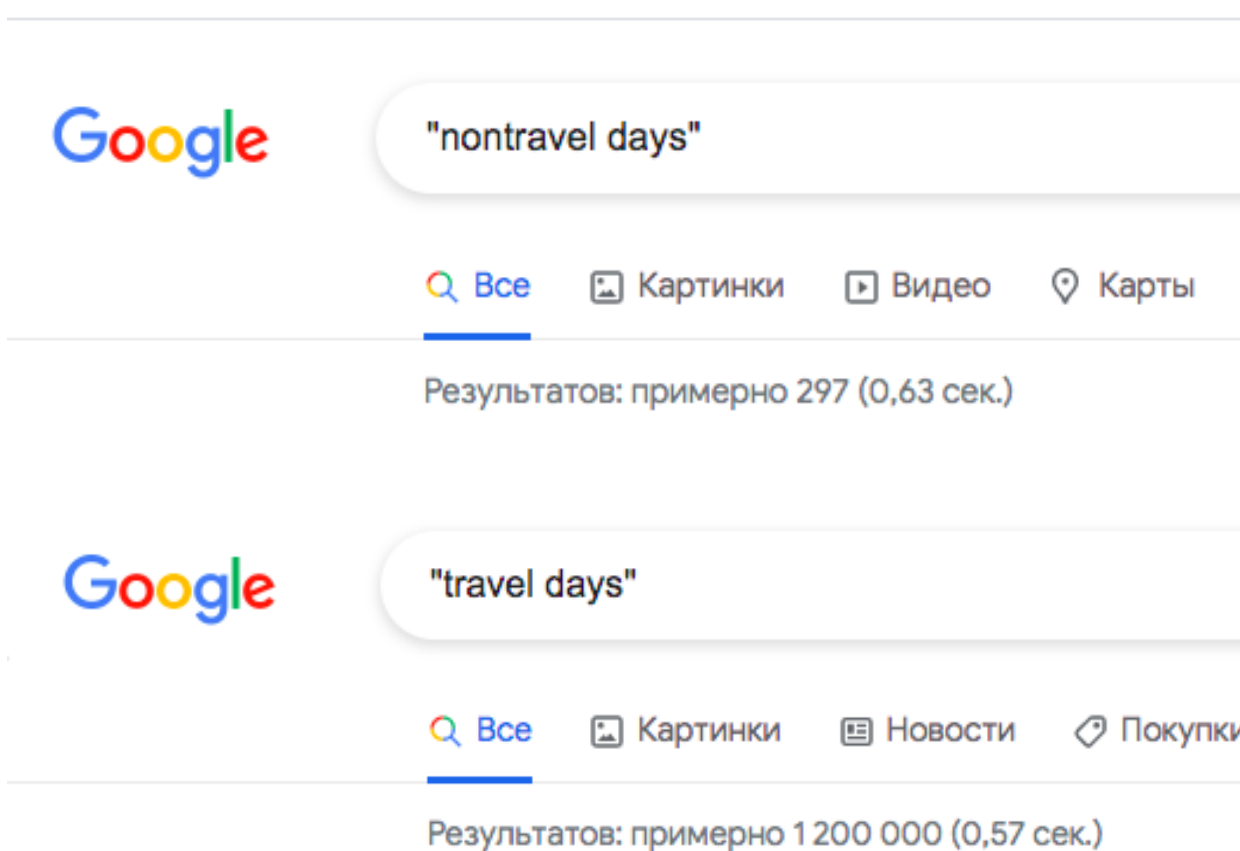 Google "nontravel days"
Все Картинки Видео Карты
Результатов: примерно 297 (0,63 сек.)
Google "travel days"
Все Картинки Новости Покупки
Результатов: примерно 1 200 000 (0,57 сек.)